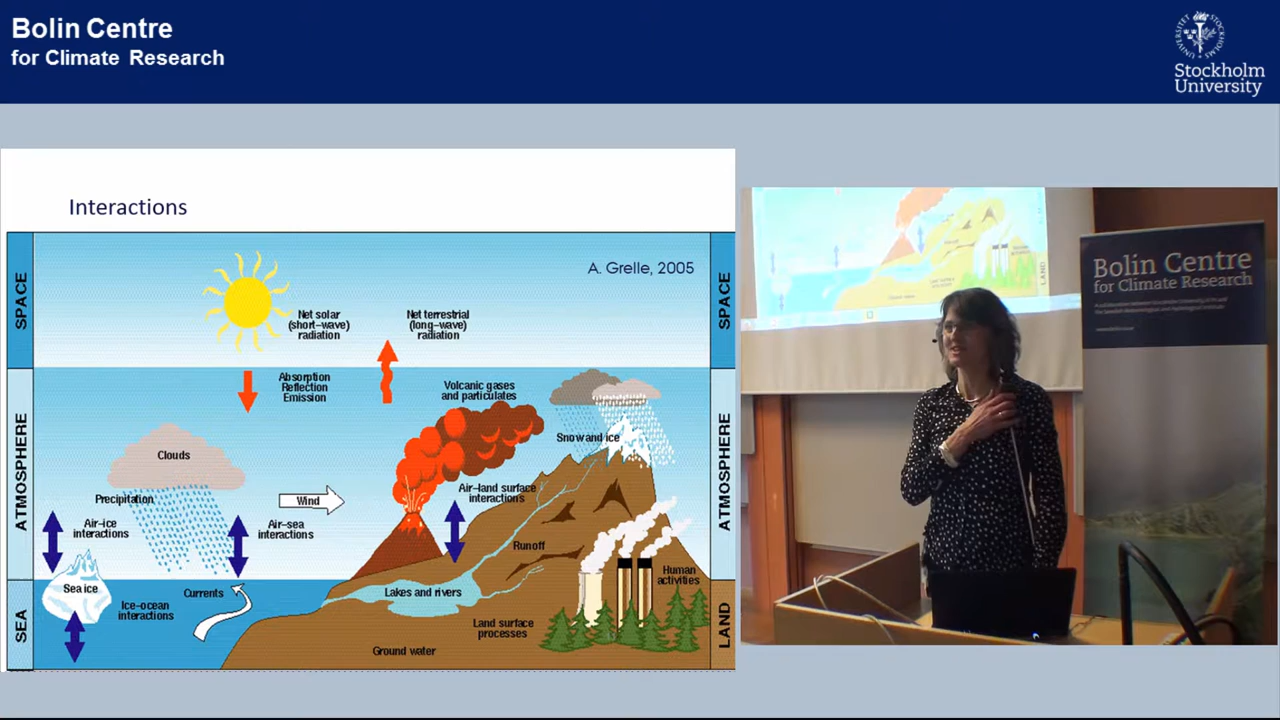 Bolin Centre
for Climate Research
Stockholm
University
Interactions
SPACE
A. Grelle, 2005
SPACE
Net solar
(short-wave)
radiation
Net terrestrial
(long-wave)
radiation
Absorption
Reflection
Emission
Volcanic gases
and particulates
ATMOSPHERE
Clouds
Snow and ice
ATMOSPHERE
Precipitation
Wind
Air-land surface
interactions
Air-ice
interactions
Air-sea
interactions
Runoff
Human
activities
Sea ice
Currents
Lakes and rivers
Ice-ocean
interactions
SEA
Land surface
processes
LAND
Ground water
Bolin Centre
for Climate Research
LAND